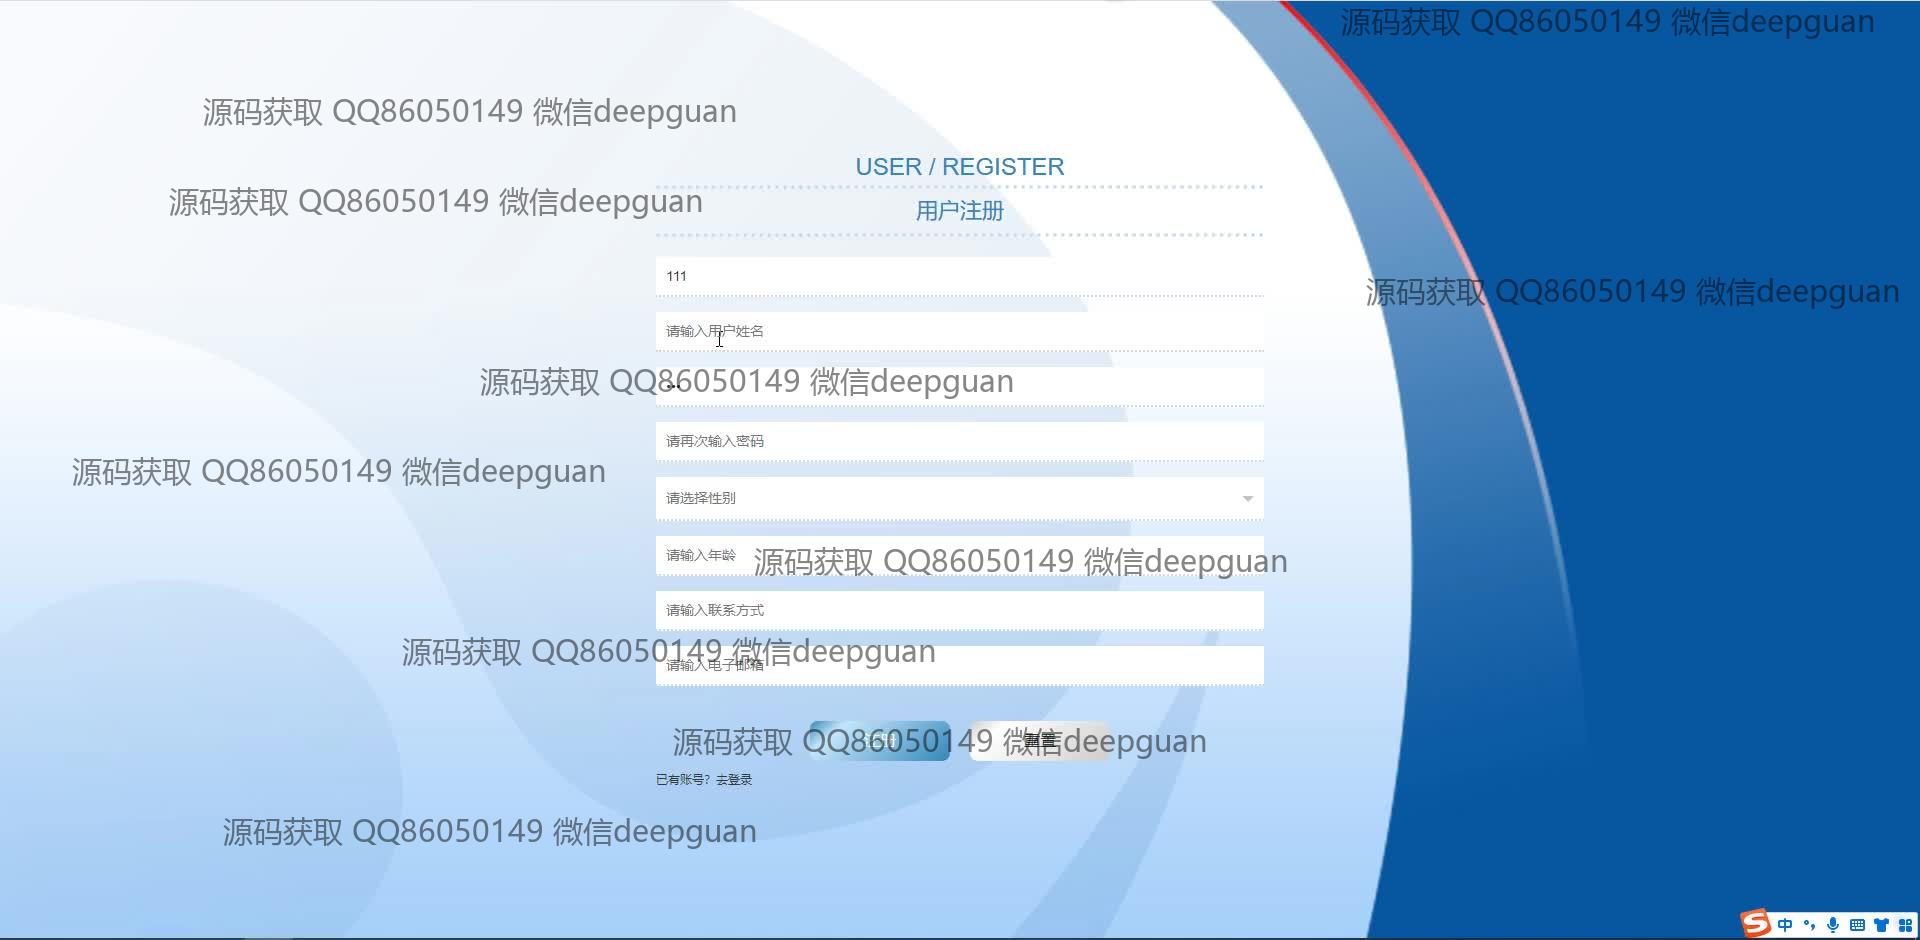 源码获取 QQ86050149 微信deepguan
源码获取 QQ86050149 微信deepguan
USER / REGISTER
源码获取 QQ86050149 微信deepguan
用户注册
111
源码获取 QQ86050149 微信deepguan
请输入用户姓名
源码获取 QQ86050149 微信deepguan
•••
请再次输入密码
源码获取 QQ86050149 微信deepguan
请选择性别
请输入年龄
源码获取 QQ86050149 微信deepguan
请输入联系方式
源码获取 QQ86050149 微信deepguan
请输入电子邮箱
源码获取 QQ86050149 微信deepguan
注册
重置
已有账号? 去登录
源码获取 QQ86050149 微信deepguan
S 中